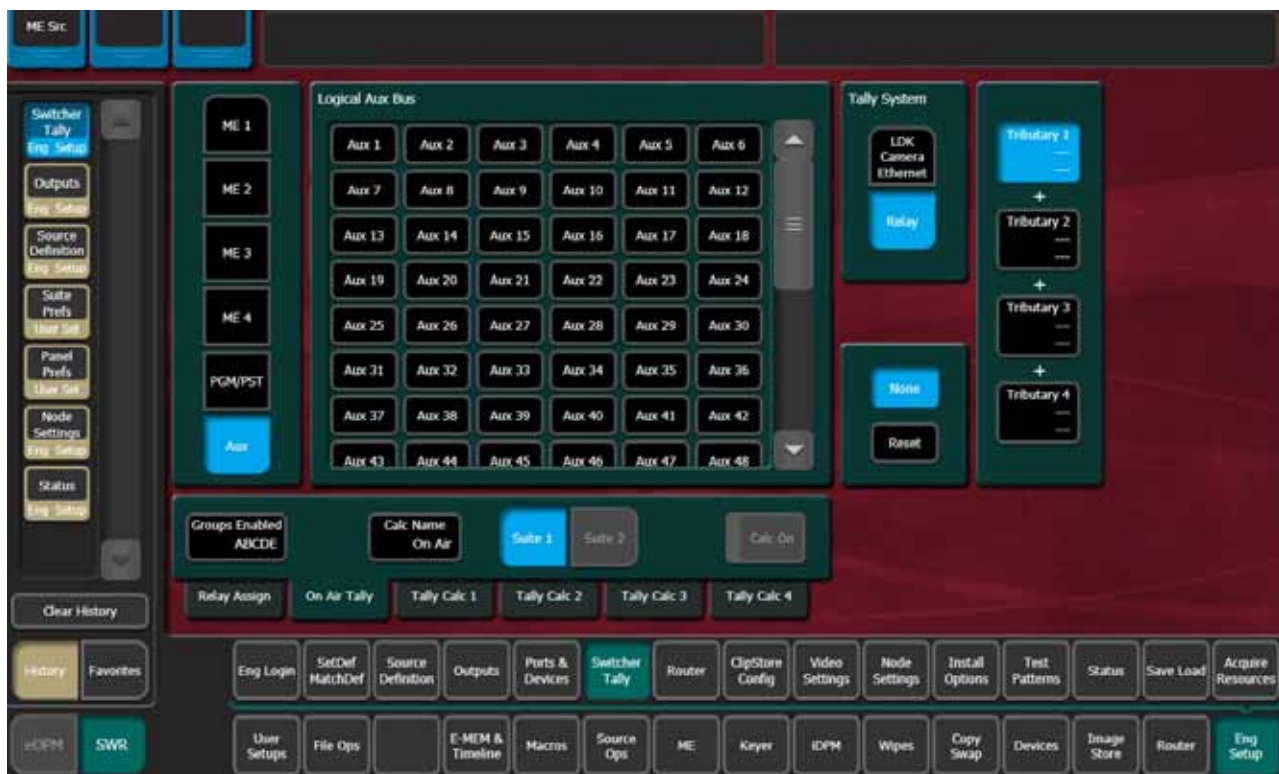 ME Src
Switcher
Tally
Eng Setup
Outputs
Eng Setup
Source
Definition
Eng Setup
Suite
Prefs
User Set
Panel
Prefs
User Set
Node
Settings
Eng Setup
Status
Eng Setup
Clear History
History Favorites
eDPM SWR
ME 1
ME 2
ME 3
ME 4
PGM/PST
Aux
Logical Aux Bus
Aux 1 Aux 2 Aux 3 Aux 4 Aux 5 Aux 6
Aux 7 Aux 8 Aux 9 Aux 10 Aux 11 Aux 12
Aux 13 Aux 14 Aux 15 Aux 16 Aux 17 Aux 18
Aux 19 Aux 20 Aux 21 Aux 22 Aux 23 Aux 24
Aux 25 Aux 26 Aux 27 Aux 28 Aux 29 Aux 30
Aux 31 Aux 32 Aux 33 Aux 34 Aux 35 Aux 36
Aux 37 Aux 38 Aux 39 Aux 40 Aux 41 Aux 42
Aux 43 Aux 44 Aux 45 Aux 46 Aux 47 Aux 48
Tally System
LDK
Camera
Ethernet
Relay
None
Reset
Tributary 1
---
---
+
Tributary 2
---
---
+
Tributary 3
---
---
+
Tributary 4
---
---
Groups Enabled
ABCDE
Calc Name
On Air
Suite 1 Suite 2
Calc On
Relay Assign On Air Tally Tally Calc 1 Tally Calc 2 Tally Calc 3 Tally Calc 4
Eng Login
SetDef
MatchDef
Source
Definition
Outputs
Ports &
Devices
Switcher
Tally
Router
ClipStore
Config
Video
Settings
Node
Settings
Install
Options
Test
Patterns
Status
Save Load
Acquire
Resources
User
Setups
File Ops
E-MEM &
Timeline
Macros
Source
Ops
ME
Keyer
iDPM
Wipes
Copy
Swap
Devices
Image
Store
Router
Eng
Setup